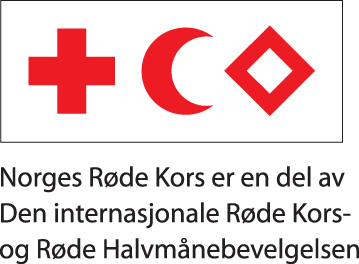 Norges Røde Kors er en del av
Den internasjonale Røde Kors-
og Røde Halvmånebevelgelsen